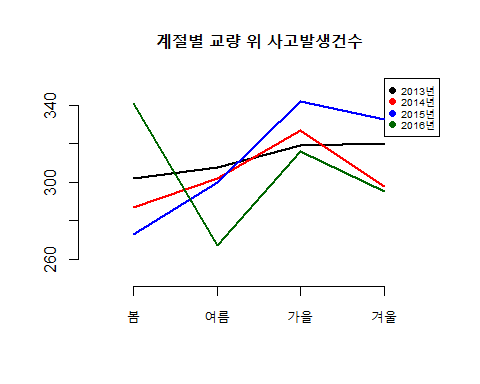 계절별 교량 위 사고발생건수
2013년
2014년
2015년
2016년
340
300
260
봄 여름 가을 겨울